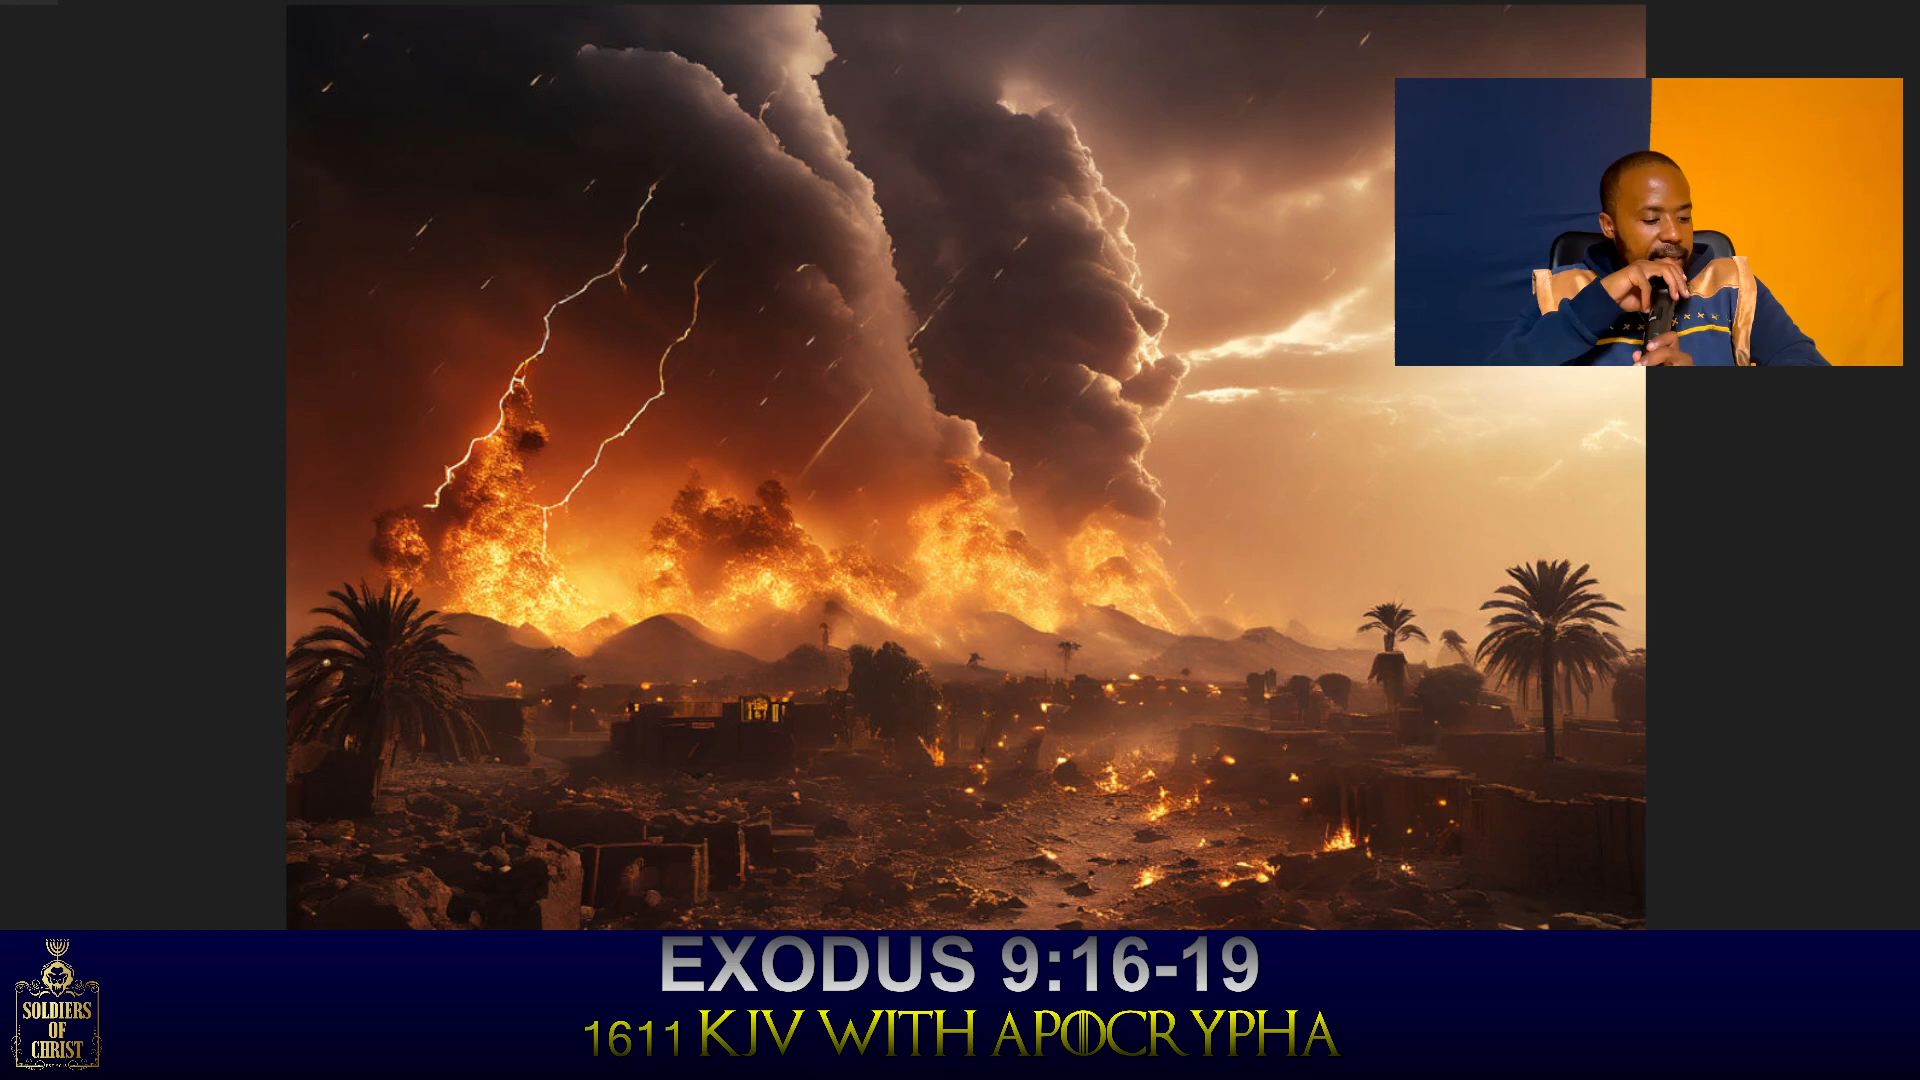 EXODUS 9:16-19
1611 KJV WITH APOCRYPHA
SOLDIERS
OF
CHRIST